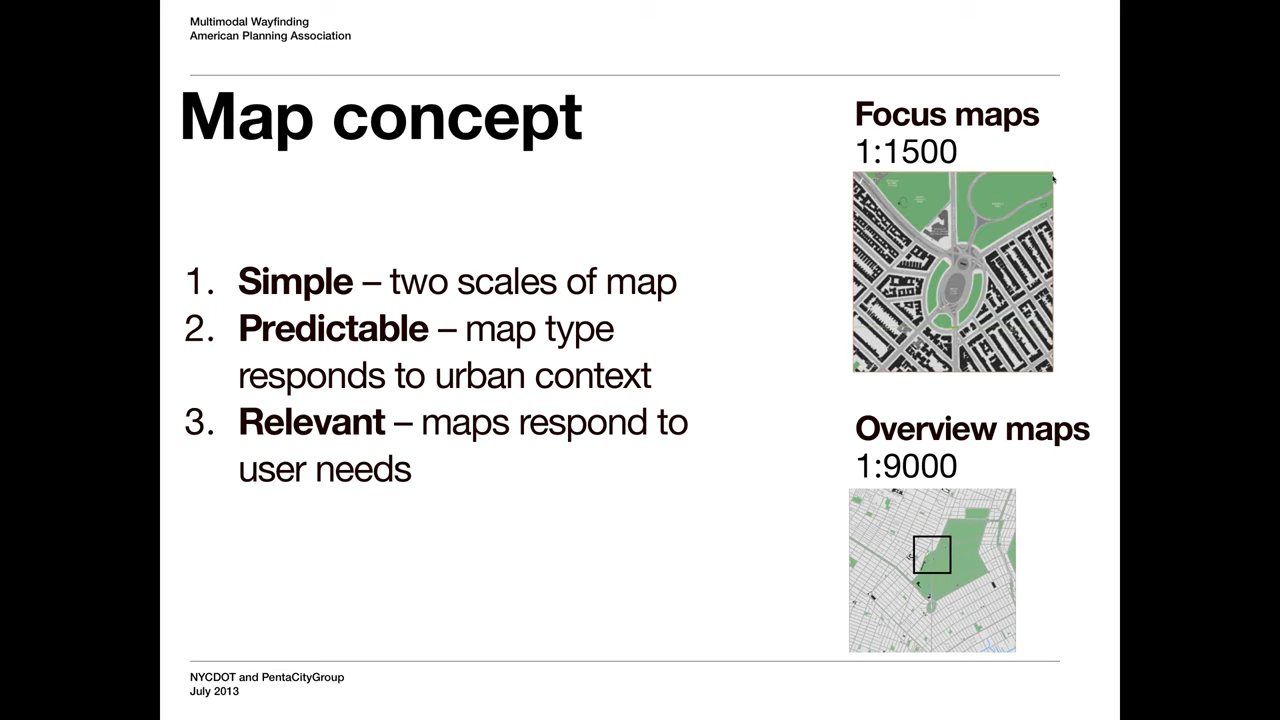 Multimodal Wayfinding
American Planning Association
Map concept
1. Simple – two scales of map
2. Predictable – map type
responds to urban context
3. Relevant – maps respond to
user needs
Focus maps
1:1500
Overview maps
1:9000
NYCDOT and PentaCityGroup
July 2013